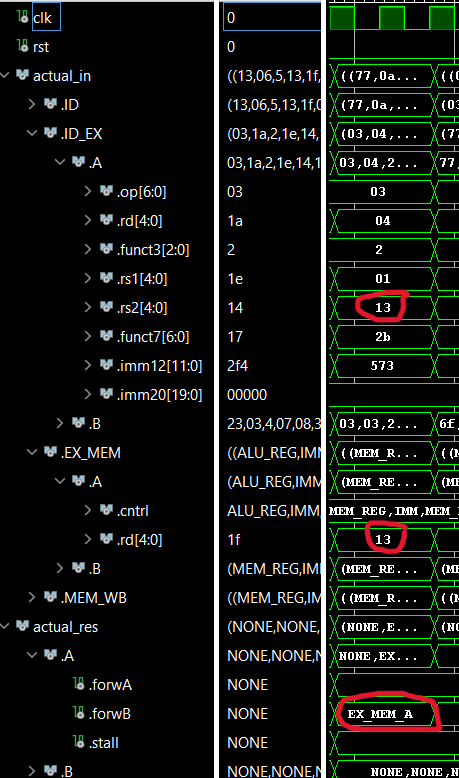 clk 0
rst 0
actual_in ((13,06,5,13,1f, ((77,0a,... ((0
.ID (13,06,5,13,1f,0 (77,0a,... (03
.ID_EX (03,1a,2,1e,14, (03,04,... (77
.A 03,1a,2,1e,14,1 03,04,2... 77,
.op[6:0] 03 03
.rd[4:0] 1a 04
.funct3[2:0] 2 2
.rs1[4:0] 1e 01
.rs2[4:0] 14 13
.funct7[6:0] 17 2b
.imm12[11:0] 2f4 573
.imm20[19:0] 00000
.B 23,03,4,07,08,3 03,03,2... 6f,
.EX_MEM ((ALU_REG,IMM ((MEM_R... ((M
.A (ALU_REG,IMM, (MEM_RE... (ME
.cntrl ALU_REG,IMM, MEM_REG,IMM,MEM_
.rd[4:0] 1f 13
.B (MEM_REG,IM (MEM_RE... (ME
.MEM_WB ((MEM_REG,I ((MEM_R... ((M
actual_res (NONE,NONE, (NONE,E... (NO
.A NONE,NONE,N NONE,EX...
.forwA NONE
.forwB NONE EX_MEM_A
.stall NONE
.B NONE,NONE,N NONE,NONE,N